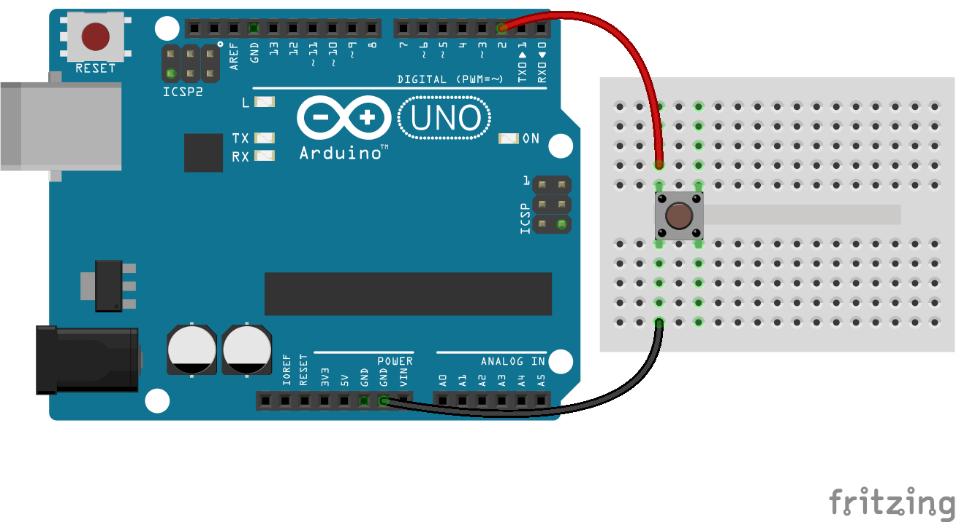 RESET
ICSP2
AREF
GND
13
12
~11
~10
~9
8
7
~6
~5
4
~3
2
TX0▶1
RX0◀0
DIGITAL (PWM=~)
L
TX
RX
Arduino™
UNO
ON
1
ICSP
IOREF
RESET
3V3
5V
GND
GND
VIN
POWER
ANALOG IN
A0
A1
A2
A3
A4
A5
fritzing